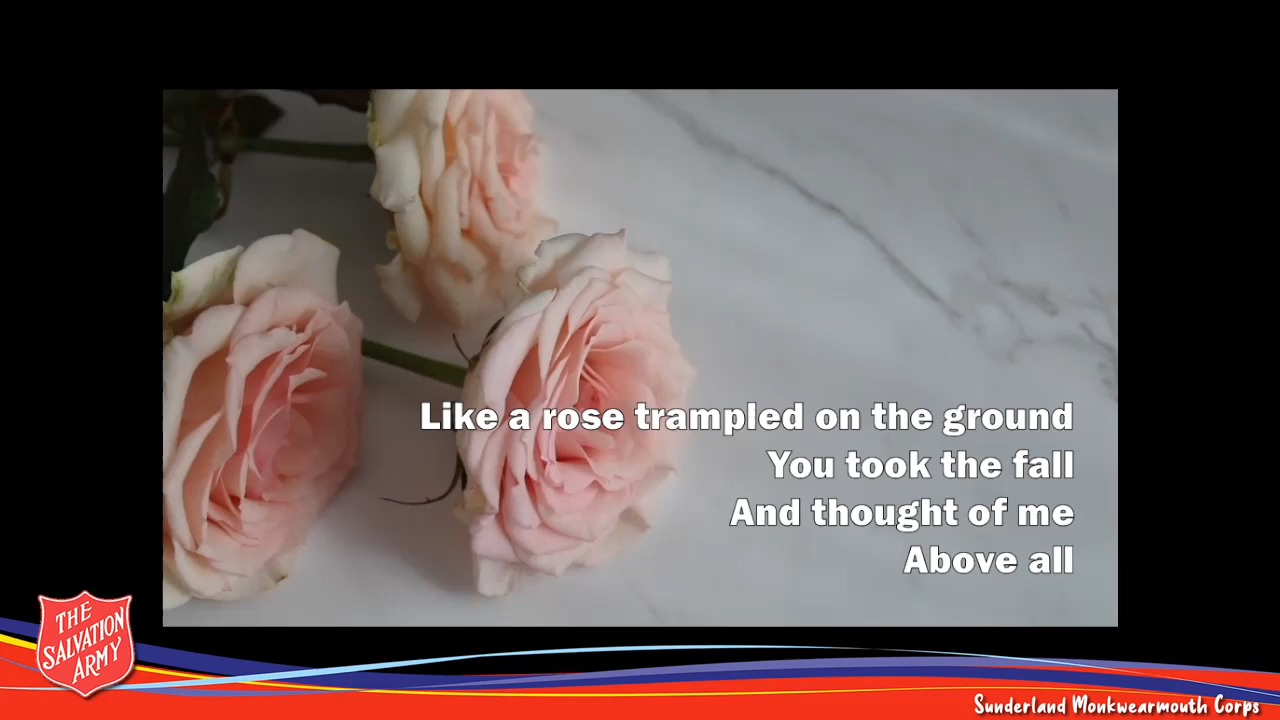 Like a rose trampled on the ground
You took the fall
And thought of me
Above all
THE
SALVATION
ARMY
Sunderland Monkwearmouth Corps